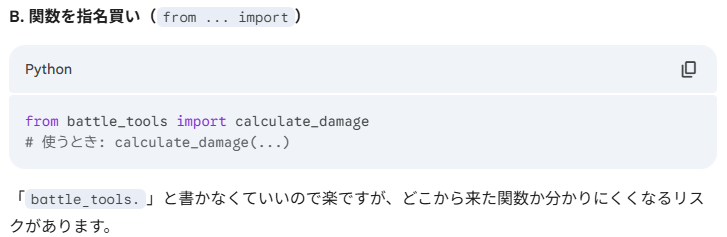 B. 関数を指名買い（from ... import）
Python
from battle_tools import calculate_damage
# 使うとき: calculate_damage(...)
「battle_tools.」と書かなくていいので楽ですが、どこから来た関数か分かりにくくなるリス
クがあります。